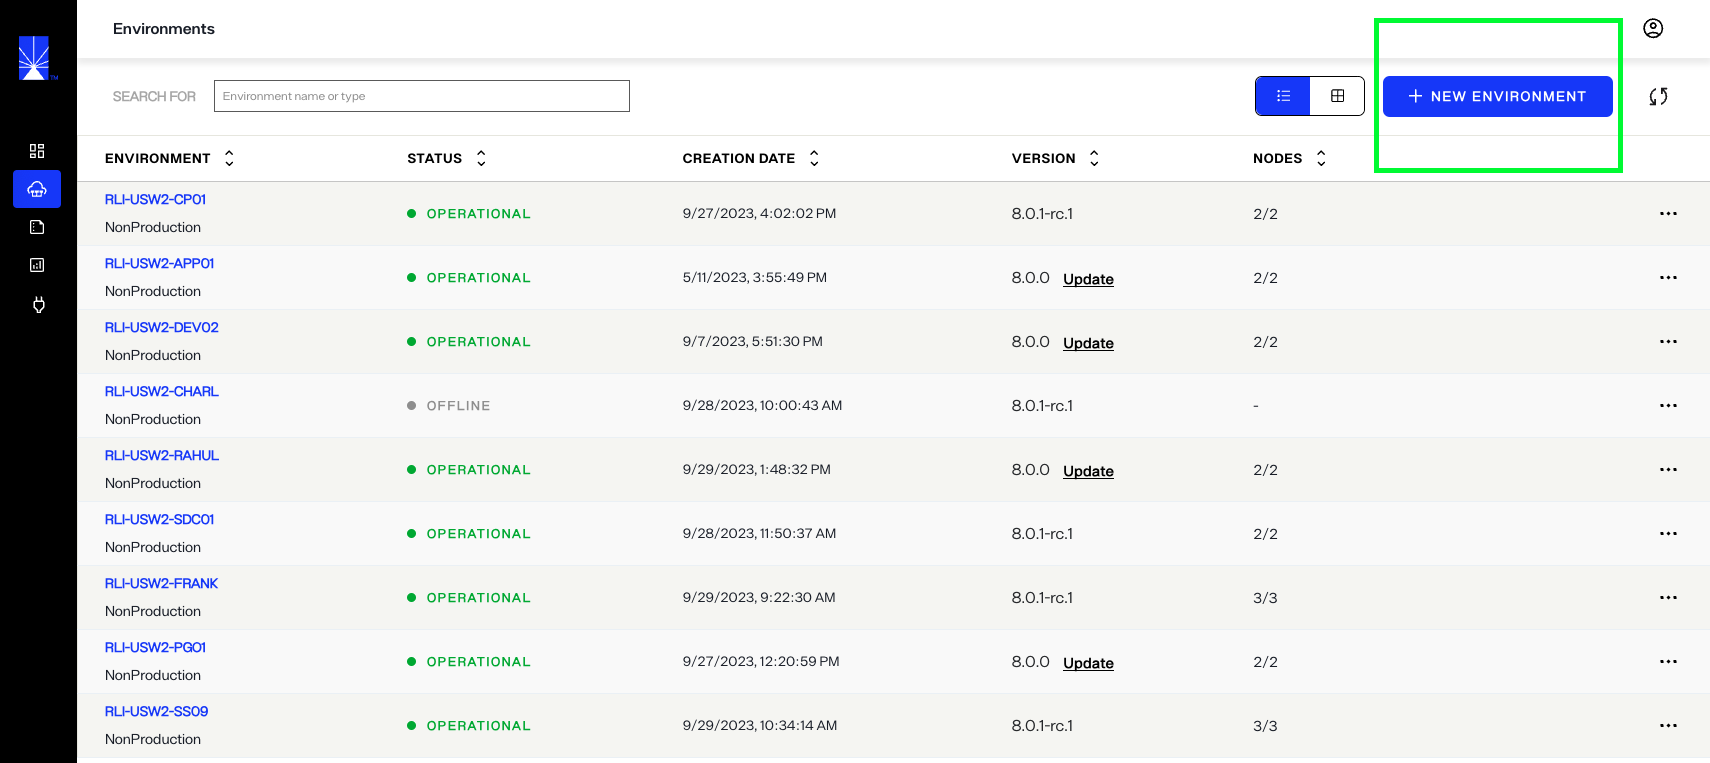 Environments
SEARCH FOR Environment name or type NEW ENVIRONMENT
ENVIRONMENT STATUS CREATION DATE VERSION NODES
RLI-USW2-CP01
NonProduction OPERATIONAL 9/27/2023, 4:02:02 PM 8.0.1-rc.1 2/2
RLI-USW2-APP01
NonProduction OPERATIONAL 5/11/2023, 3:55:49 PM 8.0.0 Update 2/2
RLI-USW2-DEV02
NonProduction OPERATIONAL 9/7/2023, 5:51:30 PM 8.0.0 Update 2/2
RLI-USW2-CHARL
NonProduction OFFLINE 9/28/2023, 10:00:43 AM 8.0.1-rc.1 -
RLI-USW2-RAHUL
NonProduction OPERATIONAL 9/29/2023, 1:48:32 PM 8.0.0 Update 2/2
RLI-USW2-SDC01
NonProduction OPERATIONAL 9/28/2023, 11:50:37 AM 8.0.1-rc.1 2/2
RLI-USW2-FRANK
NonProduction OPERATIONAL 9/29/2023, 9:22:30 AM 8.0.1-rc.1 3/3
RLI-USW2-PG01
NonProduction OPERATIONAL 9/27/2023, 12:20:59 PM 8.0.0 Update 2/2
RLI-USW2-SS09
NonProduction OPERATIONAL 9/29/2023, 10:34:14 AM 8.0.1-rc.1 3/3